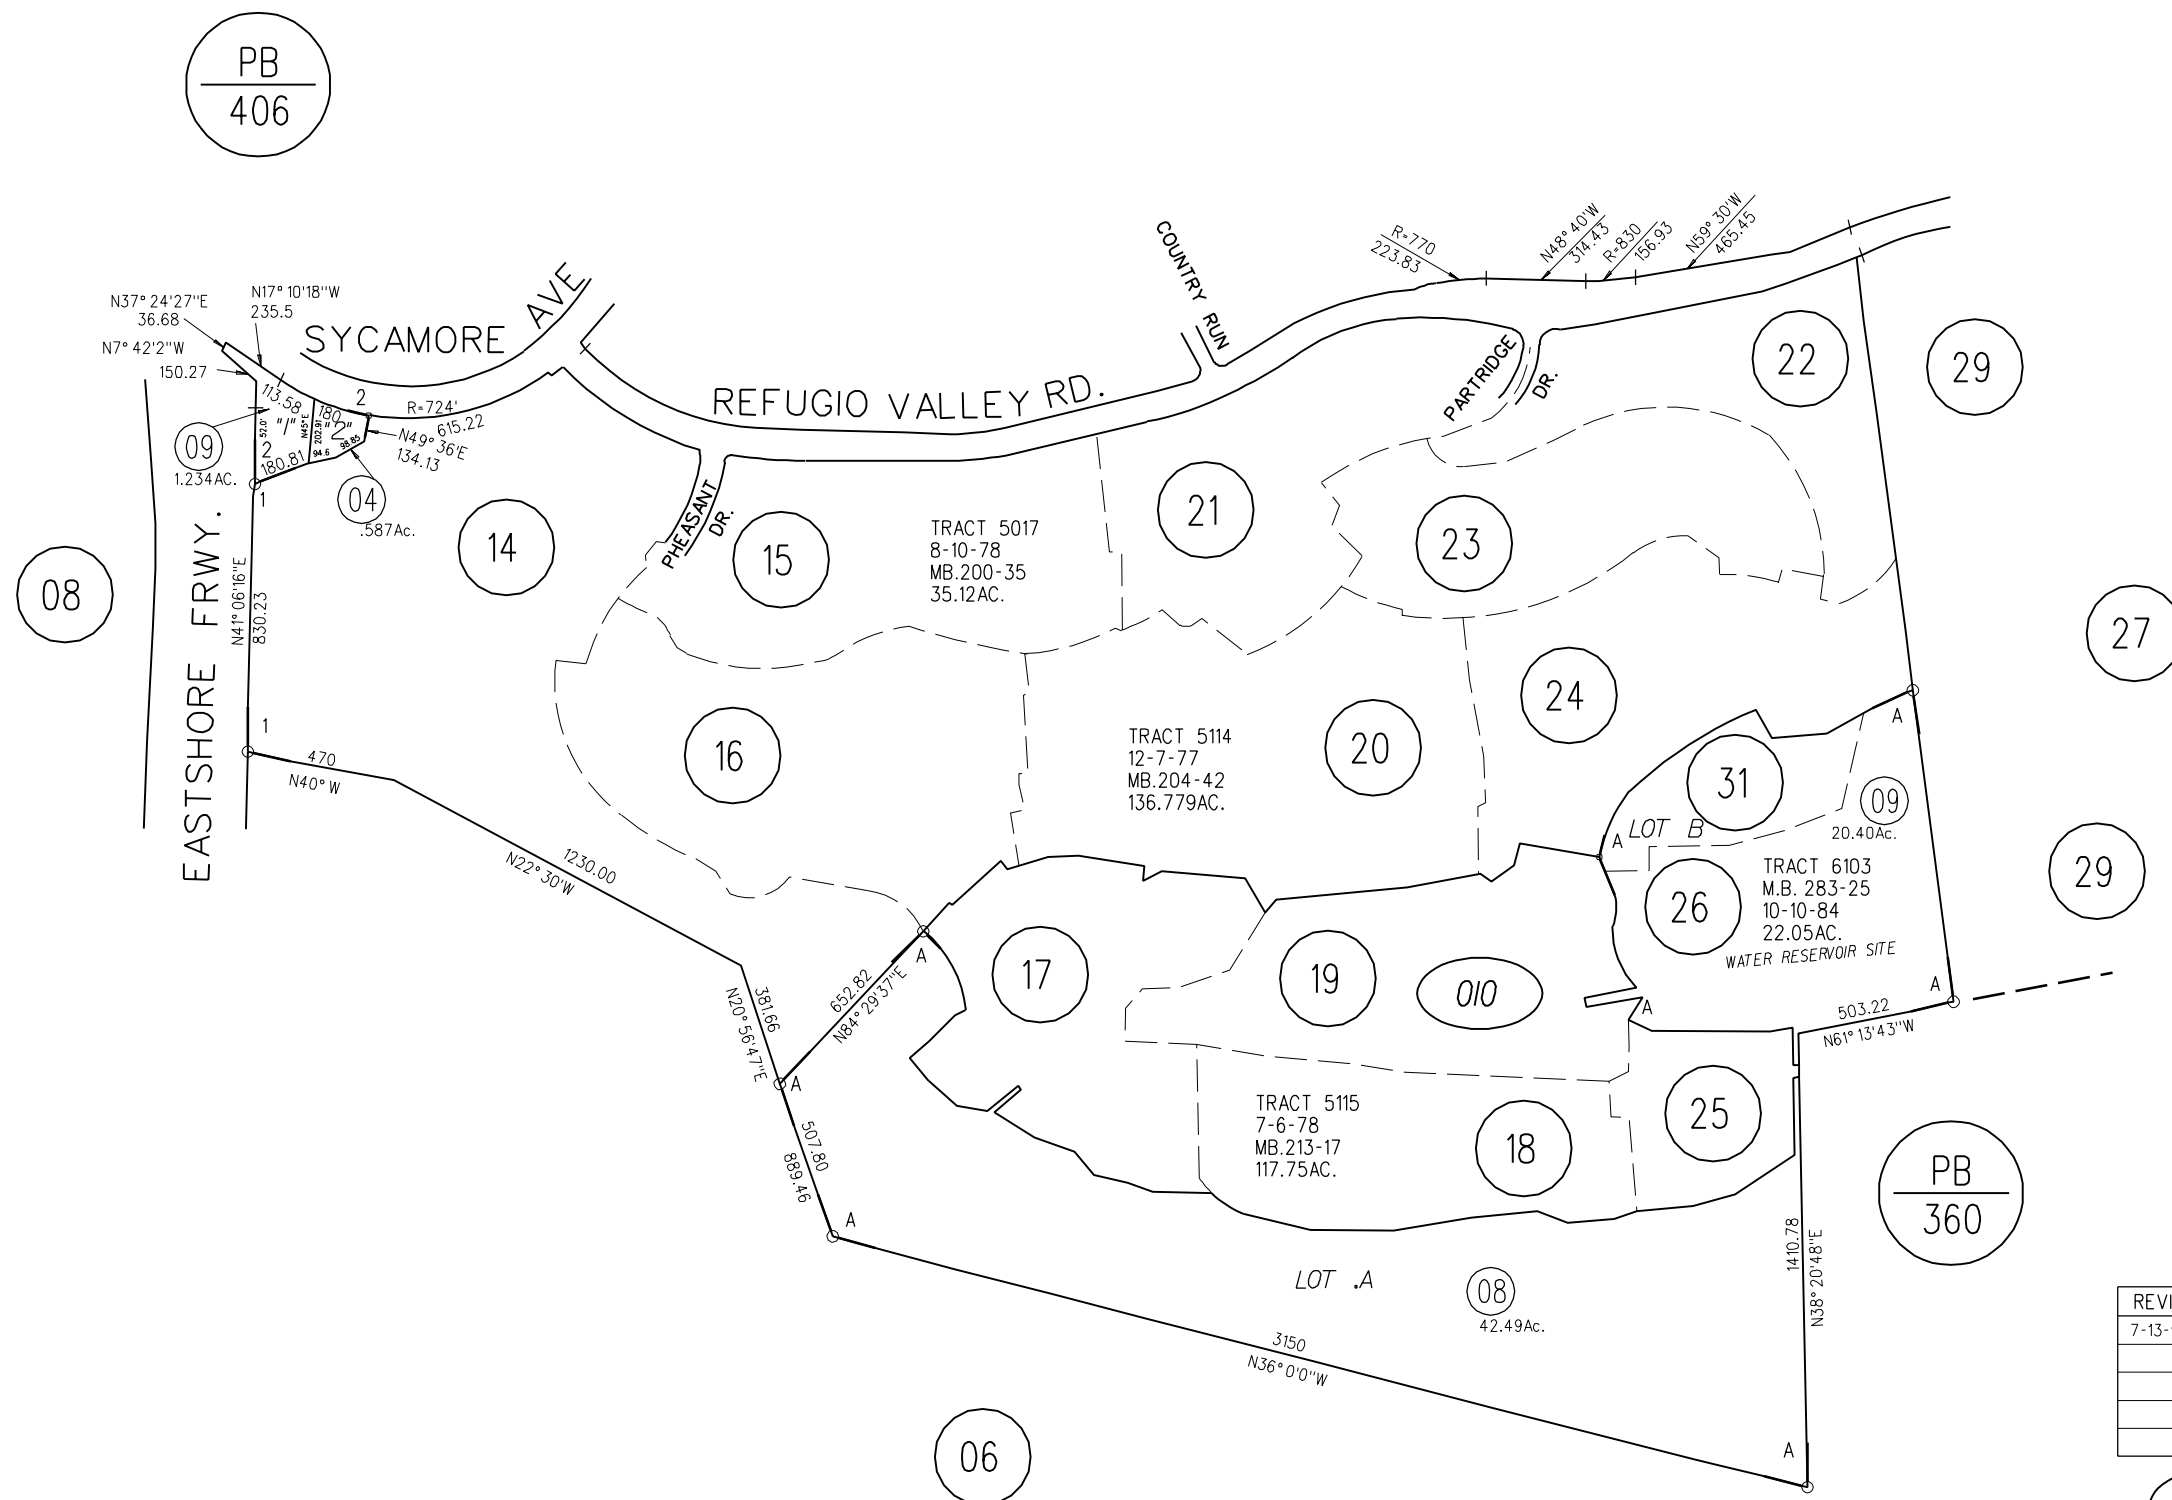 PB
406
N37° 24'27"E
36.68
N17° 10'18"W
235.5
N7° 42'2"W
150.27
SYCAMORE AVE
COUNTRY RUN
R=770
223.83
N48° 40'W
314.43
R=830
156.93
N59° 30'W
465.45
REFUGIO VALLEY RD.
PARTRIDGE
DR.
22
29
113.58
180
2
R=724'
615.22
N49° 36'E
134.13
09
1.234AC.
52.0'
"1"
N45° E
202.91
"2"
98.85
94.6
2
180.81
1
04
.587Ac.
14
PHEASANT
DR.
15
TRACT 5017
8-10-78
MB.200-35
35.12AC.
21
23
08
EASTSHORE FRWY.
N41° 06'16"E
830.23
27
1
470
N40° W
16
TRACT 5114
12-7-77
MB.204-42
136.779AC.
20
24
A
31
LOT B
A
09
20.40Ac.
1230.00
N22° 30'W
TRACT 6103
M.B. 283-25
10-10-84
22.05AC.
WATER RESERVOIR SITE
26
29
381.66
N20° 56'47"E
652.82
N84° 29'37"E
A
17
19
010
A
A
503.22
N61° 13'43"W
A
507.80
889.46
TRACT 5115
7-6-78
MB.213-17
117.75AC.
18
25
PB
360
A
LOT .A
08
42.49Ac.
1410.78
N38° 20'48"E
3150
N36° 0'0"W
A
06
REVI
7-13-